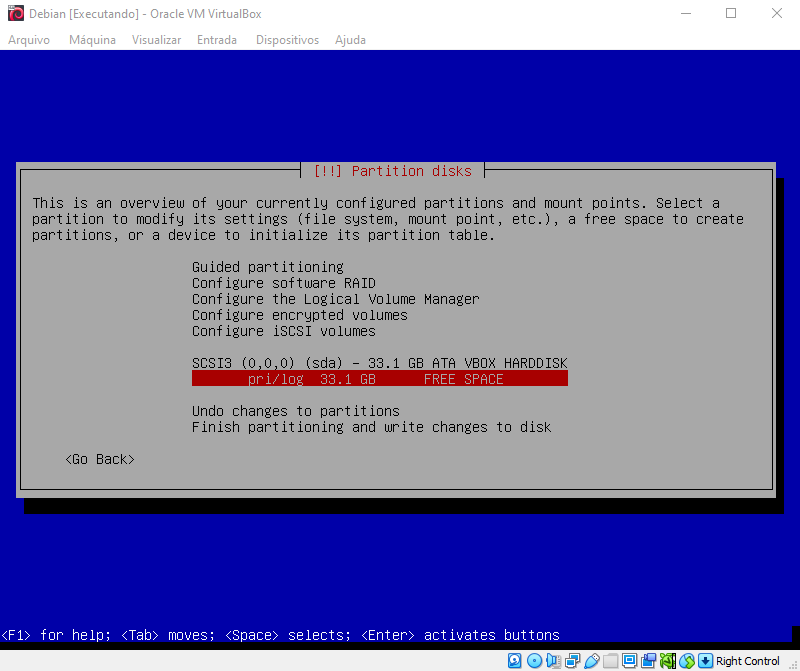 Debian [Executando] - Oracle VM VirtualBox
Arquivo Máquina Visualizar Entrada Dispositivos Ajuda
[!!] Partition disks
This is an overview of your currently configured partitions and mount points. Select a
partition to modify its settings (file system, mount point, etc.), a free space to create
partitions, or a device to initialize its partition table.
Guided partitioning
Configure software RAID
Configure the Logical Volume Manager
Configure encrypted volumes
Configure iSCSI volumes
SCSI3 (0,0,0) (sda) - 33.1 GB ATA VBOX HARDDISK
pri/log 33.1 GB FREE SPACE
Undo changes to partitions
Finish partitioning and write changes to disk
<Go Back>
<F1> for help; <Tab> moves; <Space> selects; <Enter> activates buttons
Right Control